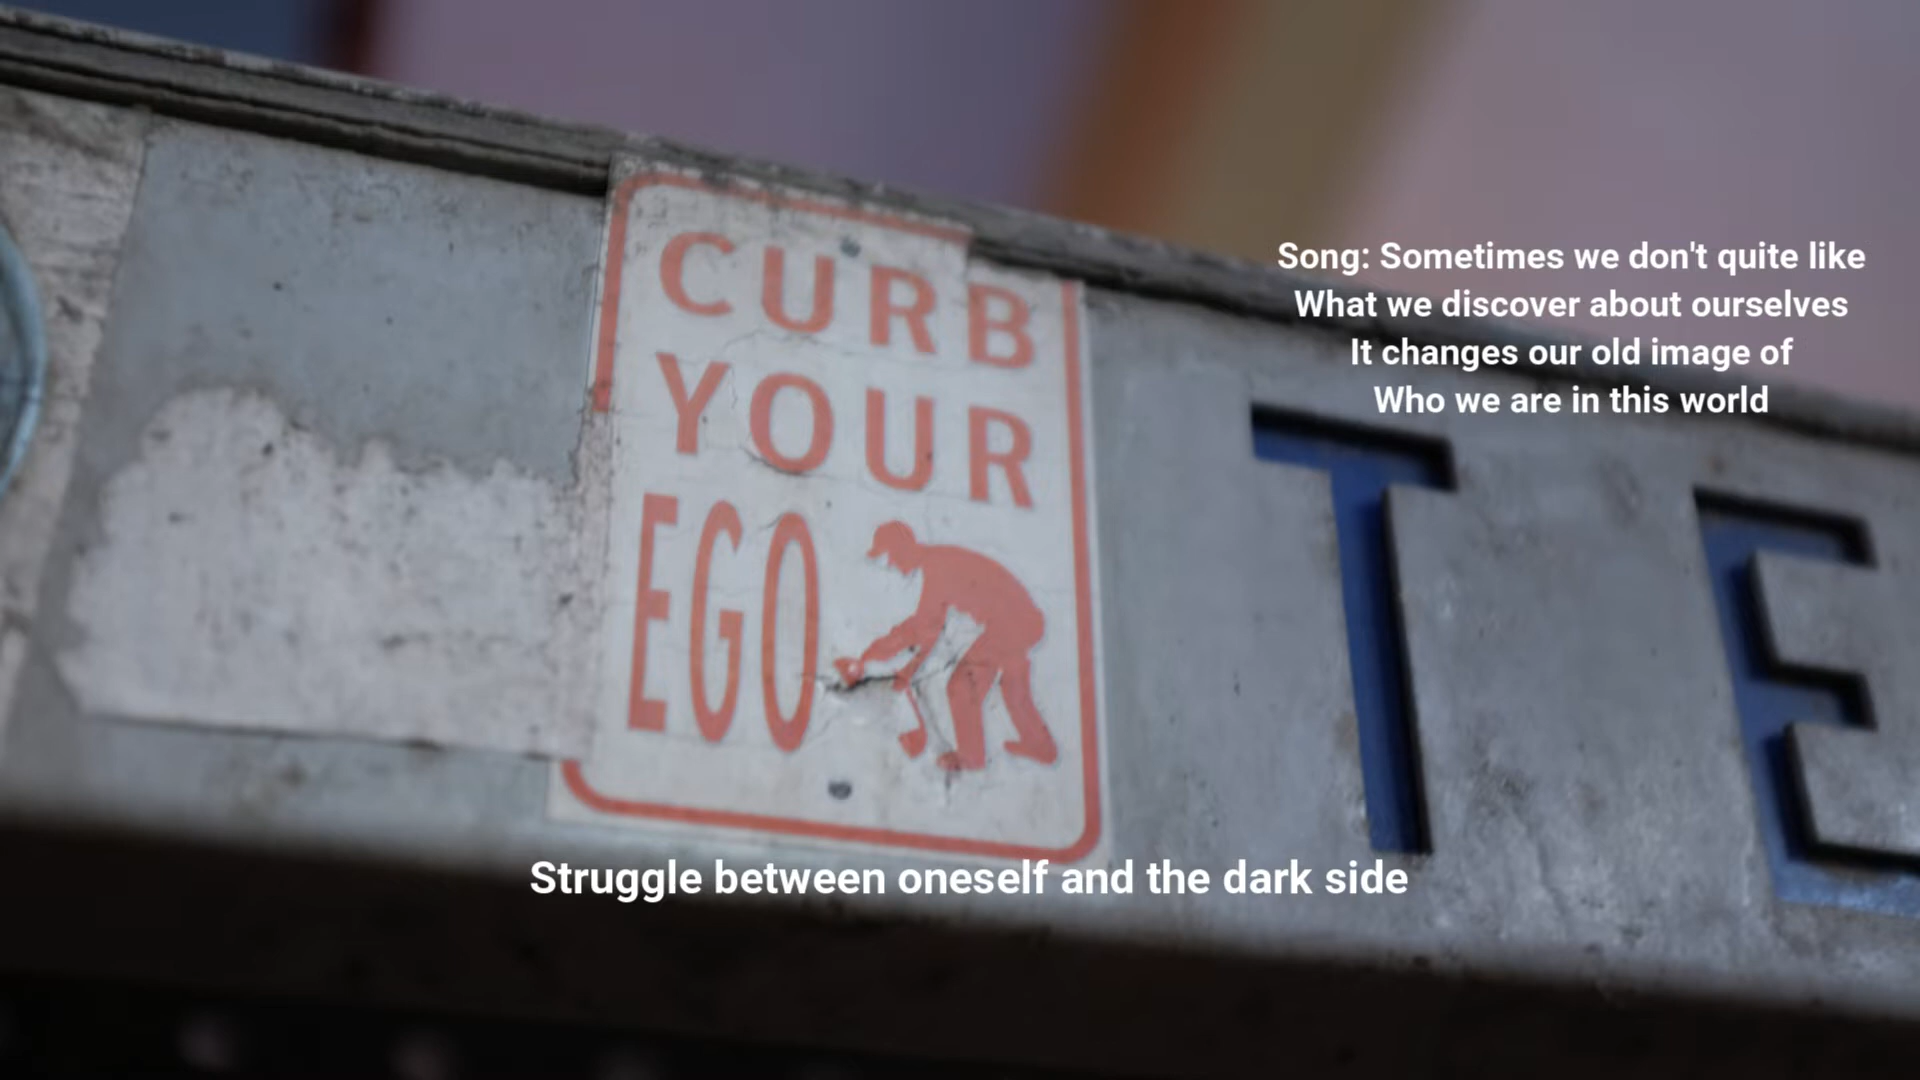 CURB
YOUR
EGO
TE
Song: Sometimes we don't quite like
What we discover about ourselves
It changes our old image of
Who we are in this world
Struggle between oneself and the dark side